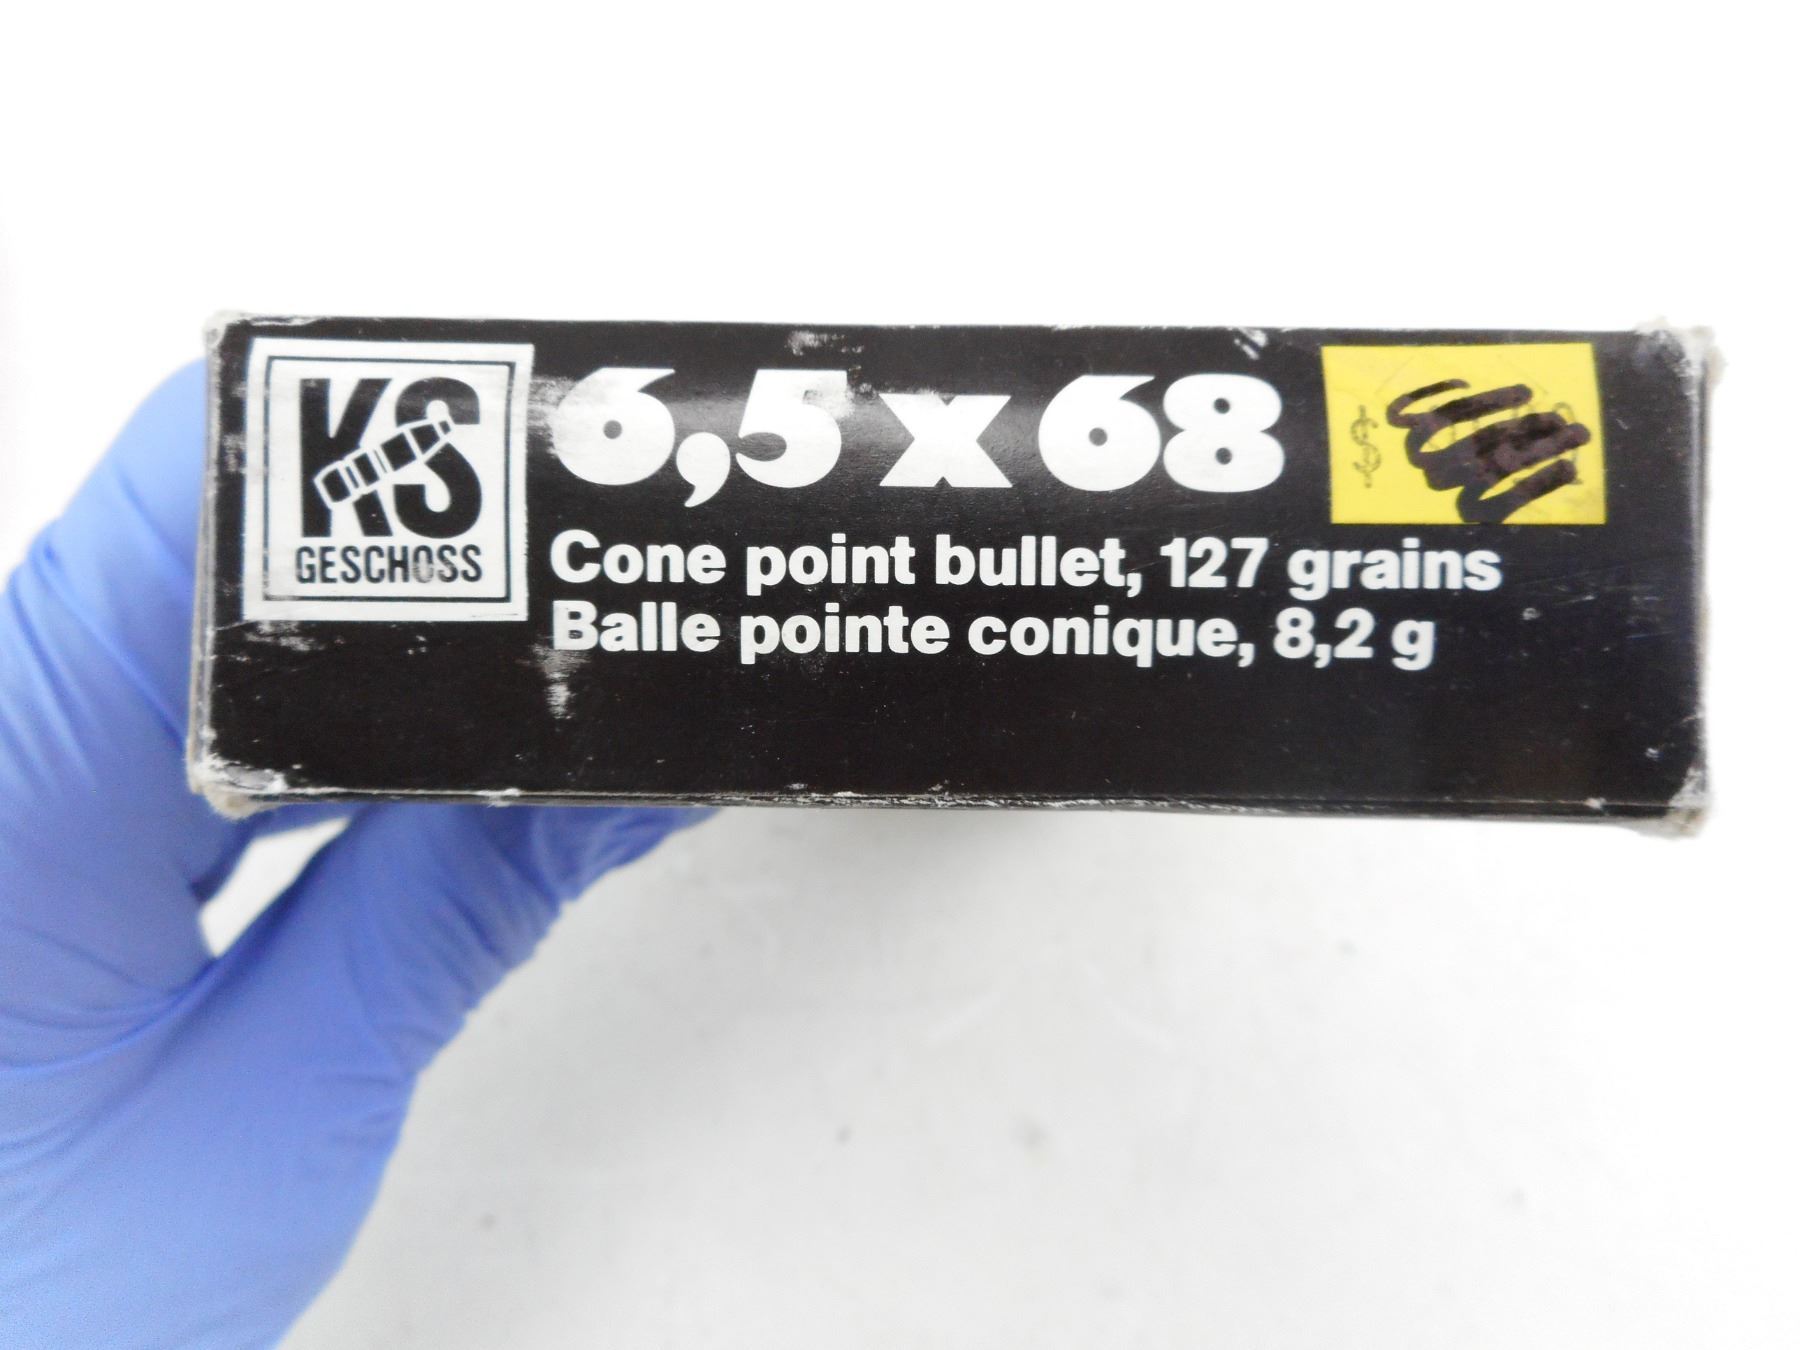 KS
GESCHOSS
6,5 x 68
Cone point bullet, 127 grains
Balle pointe conique, 8,2 g
$